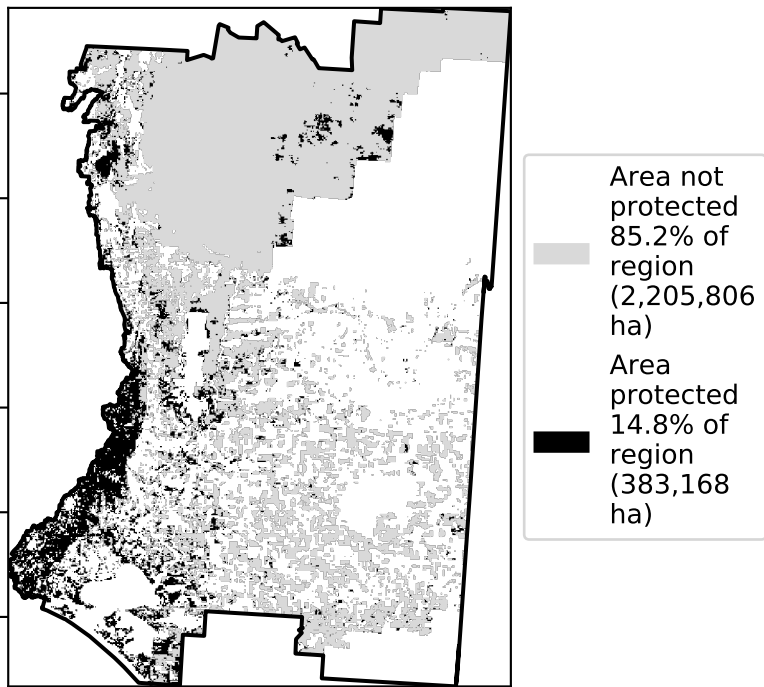 Area not
protected
85.2% of
region
(2,205,806
ha)
Area
protected
14.8% of
region
(383,168
ha)